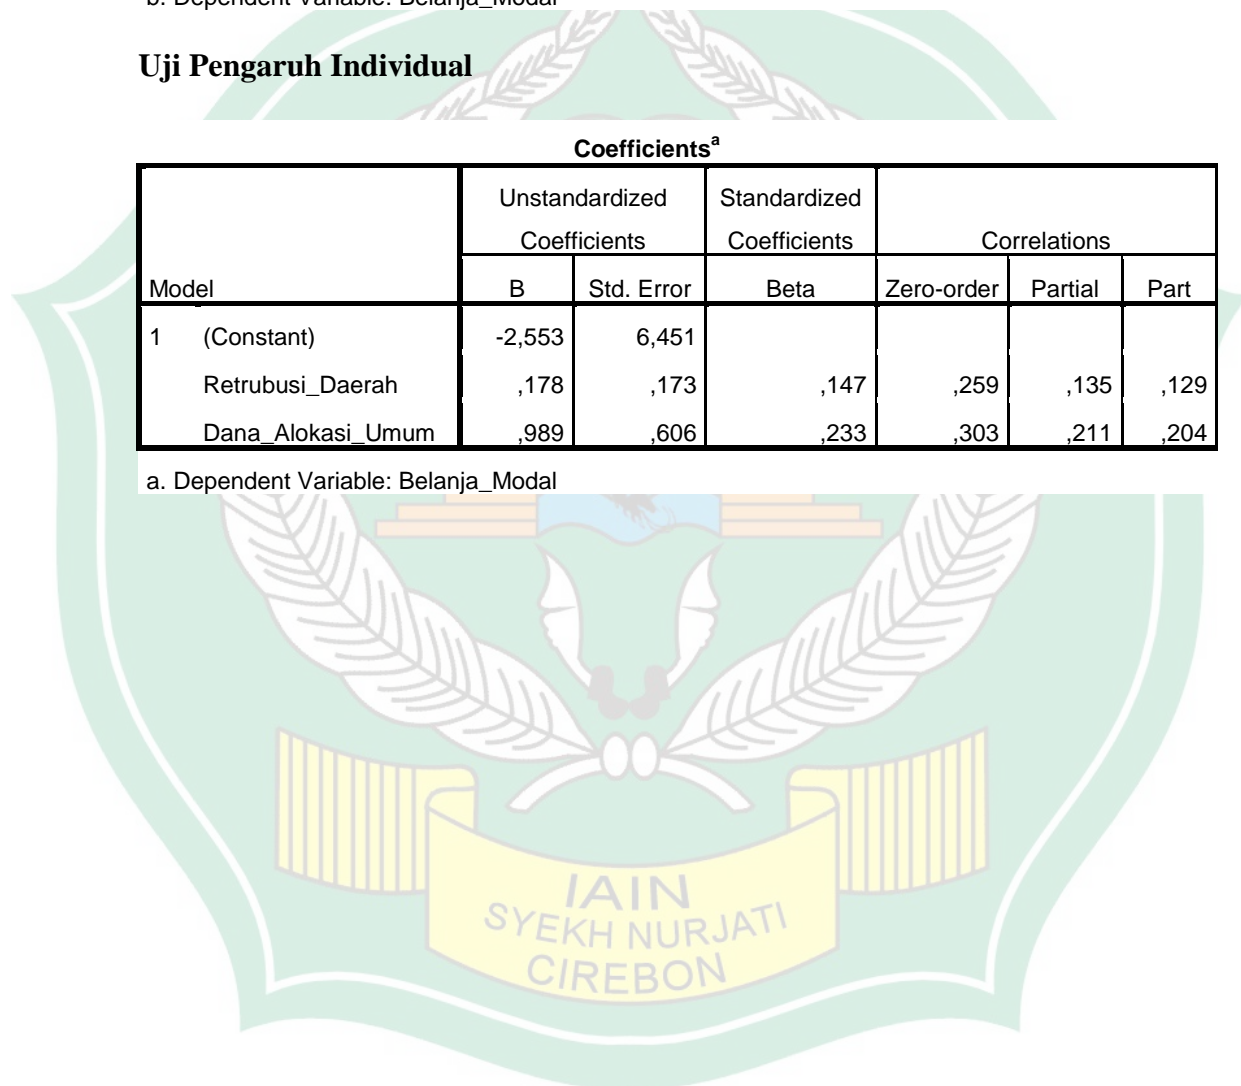 b. Dependent Variable: Belanja_Modal
Uji Pengaruh Individual
Coefficientsa
Unstandardized Coefficients Standardized Coefficients Correlations
Model B Std. Error Beta Zero-order Partial Part
1 (Constant) -2,553 6,451
Retrubusi_Daerah ,178 ,173 ,147 ,259 ,135 ,129
Dana_Alokasi_Umum ,989 ,606 ,233 ,303 ,211 ,204
a. Dependent Variable: Belanja_Modal
IAIN
SYEKH NURJATI
CIREBON